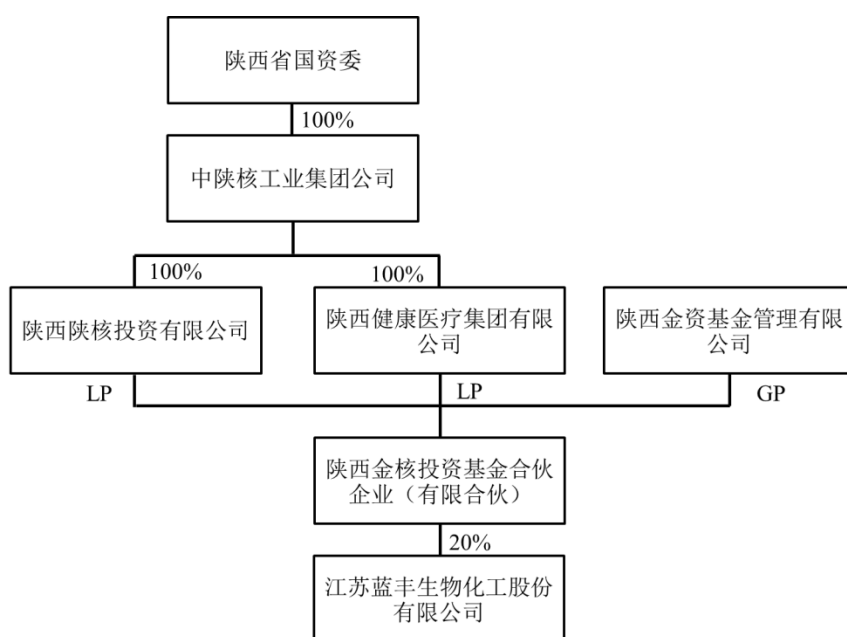 陕西省国资委
100%
中陕核工业集团公司
100%
100%
陕西陕核投资有限公司
陕西健康医疗集团有限
公司
陕西金资基金管理有限
公司
LP
LP
GP
陕西金核投资基金合伙
企业（有限合伙）
20%
江苏蓝丰生物化工股份
有限公司